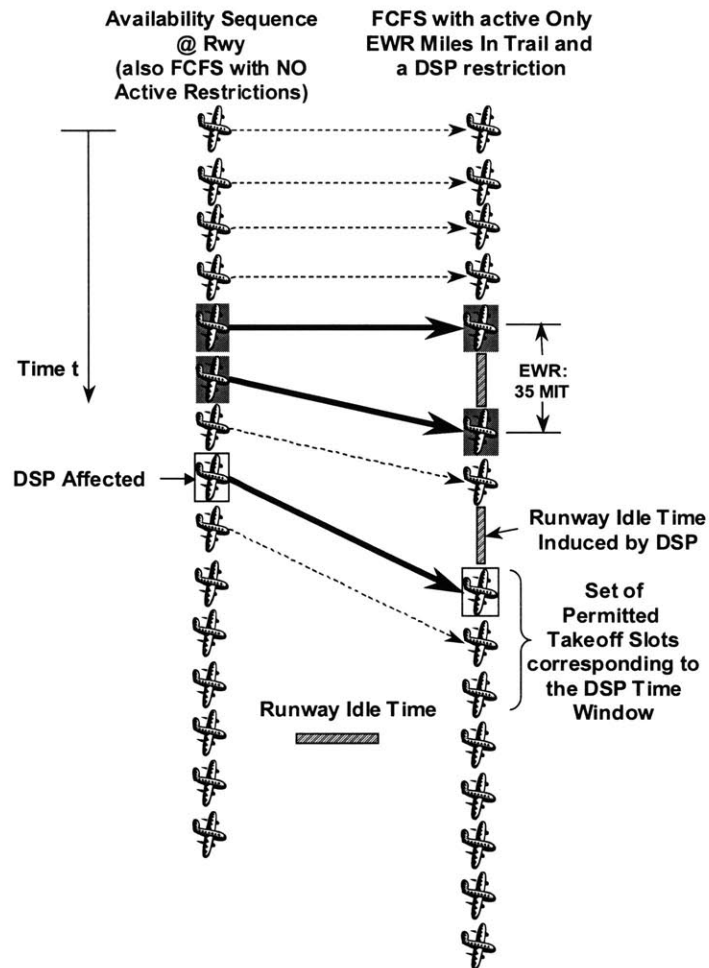 Availability Sequence
@ Rwy
(also FCFS with NO
Active Restrictions)
FCFS with active Only
EWR Miles In Trail and
a DSP restriction
Time t
EWR:
35 MIT
DSP Affected
Runway Idle Time
Induced by DSP
Set of
Permitted
Takeoff Slots
corresponding to
the DSP Time
Window
Runway Idle Time